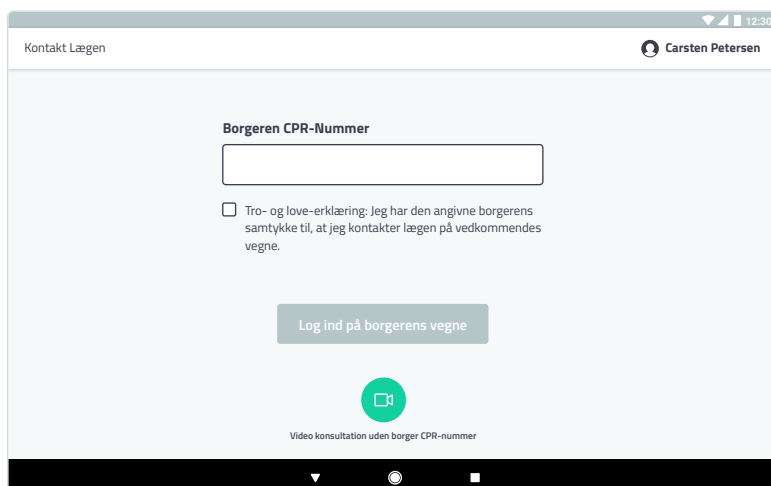 12:30
Kontakt Lægen
Carsten Petersen
Borgeren CPR-Nummer
Tro- og love-erklæring: Jeg har den angivne borgerens
samtykke til, at jeg kontakter lægen på vedkommendes
vegne.
Log ind på borgerens vegne
Video konsultation uden borger CPR-nummer